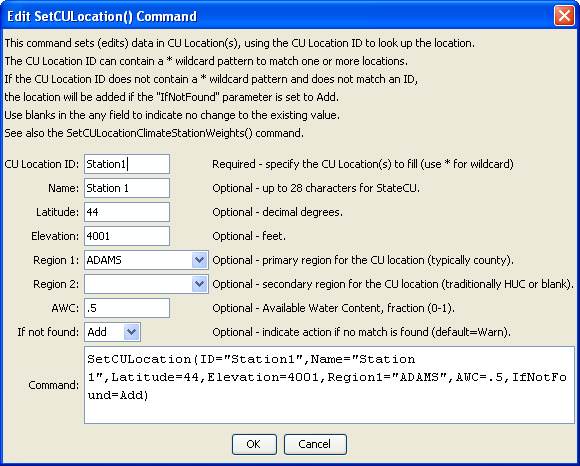 Edit SetCULocation() Command
This command sets (edits) data in CU Location(s), using the CU Location ID to look up the location.
The CU Location ID can contain a * wildcard pattern to match one or more locations.
If the CU Location ID does not contain a * wildcard pattern and does not match an ID,
the location will be added if the "IfNotFound" parameter is set to Add.
Use blanks in the any field to indicate no change to the existing value.
See also the SetCULocationClimateStationWeights() command.
CU Location ID: Station1 Required - specify the CU Location(s) to fill (use * for wildcard)
Name: Station 1 Optional - up to 28 characters for StateCU.
Latitude: 44 Optional - decimal degrees.
Elevation: 4001 Optional - feet.
Region 1: ADAMS Optional - primary region for the CU location (typically county).
Region 2: Optional - secondary region for the CU location (traditionally HUC or blank).
AWC: .5 Optional - Available Water Content, fraction (0-1).
If not found: Add Optional - indicate action if no match is found (default=Warn).
SetCULocation(ID="Station1",Name="Station
Command: 1",Latitude=44,Elevation=4001,Region1="ADAMS",AWC=.5,IfNotFo
und=Add)
OK Cancel